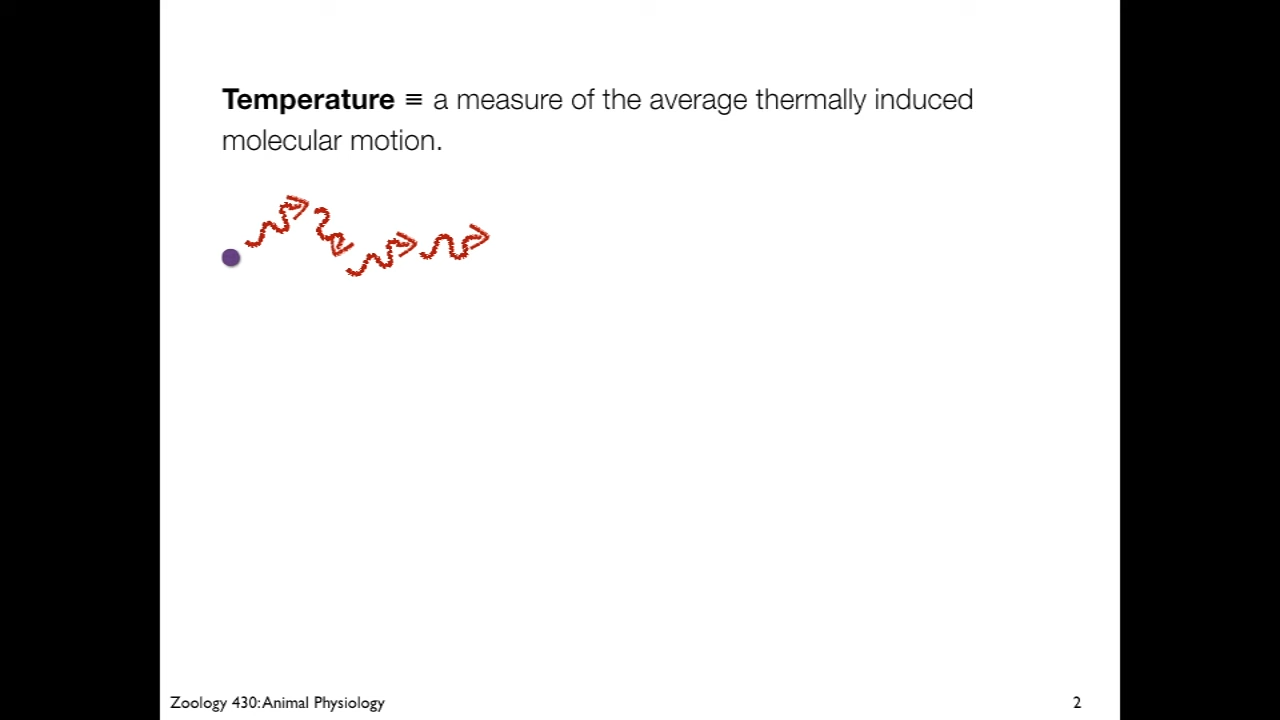 Temperature ≡ a measure of the average thermally induced
molecular motion.
Zoology 430: Animal Physiology
2